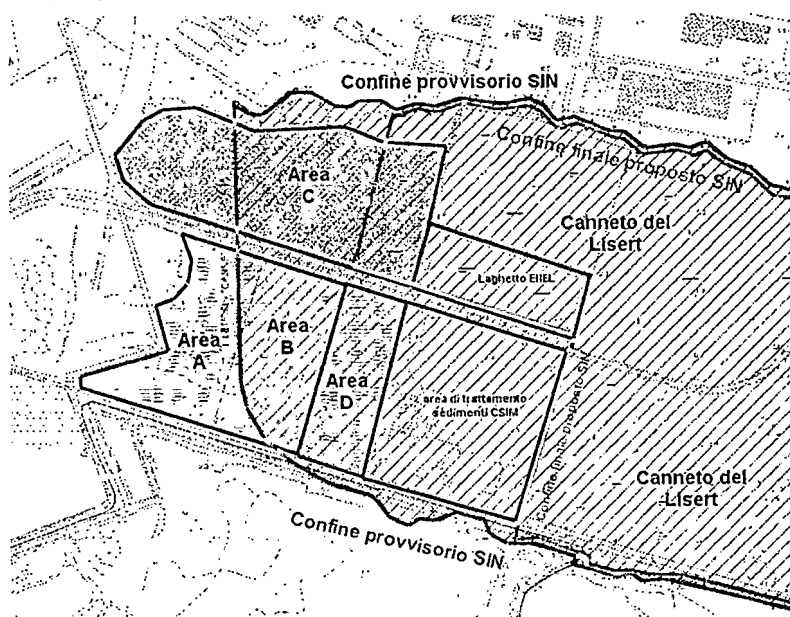 Confine provvisorio SIN
Confine finale proposto SIN
Area
C
Canneto del
Lisert
Laghetto
Area
A
Area
B
Area
D
area di trattamento
sedimenti CSIM
Confine finale proposto SIN
Canneto del
Lisert
Confine provvisorio SIN